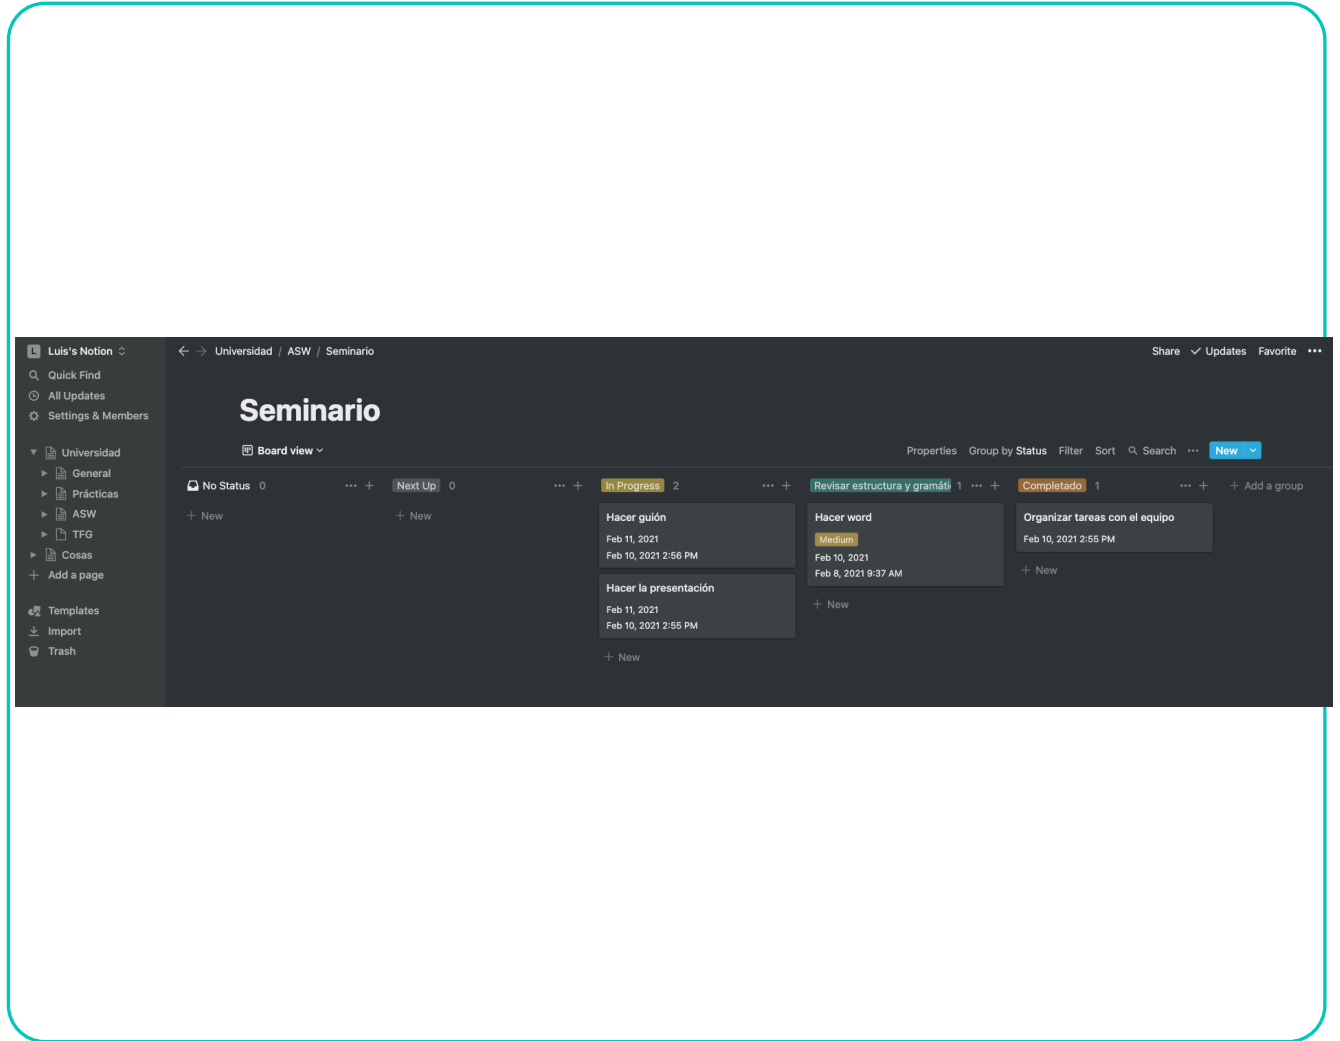 L Luis's Notion
Quick Find
All Updates
Settings & Members
Universidad
General
Prácticas
ASW
TFG
Cosas
Add a page
Templates
Import
Trash
Universidad / ASW / Seminario
Share Updates Favorite
Seminario
Board view
Properties Group by Status Filter Sort Search New
No Status 0
New
Next Up 0
New
In Progress 2
Hacer guión
Feb 11, 2021
Feb 10, 2021 2:56 PM
Hacer la presentación
Feb 11, 2021
Feb 10, 2021 2:55 PM
New
Revisar estructura y gramáti 1
Hacer word
Medium
Feb 10, 2021
Feb 8, 2021 9:37 AM
New
Completado 1
Organizar tareas con el equipo
Feb 10, 2021 2:55 PM
New
Add a group